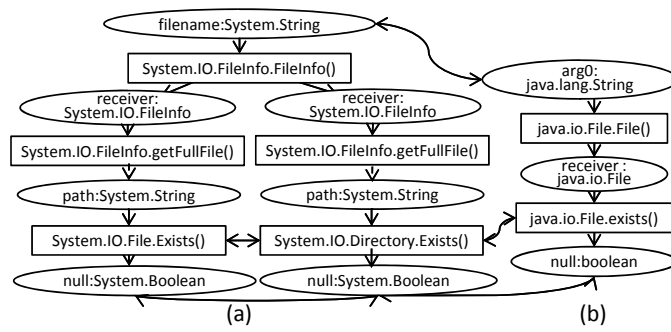 filename:System.String
System.IO.FileInfo.FileInfo()
arg0:
java.lang.String
receiver:
System.IO.FileInfo
receiver:
System.IO.FileInfo
java.io.File.File()
System.IO.FileInfo.getFullFile()
System.IO.FileInfo.getFullFile()
receiver :
java.io.File
path:System.String
path:System.String
java.io.File.exists()
System.IO.File.Exists()
System.IO.Directory.Exists()
null:boolean
null:System.Boolean
null:System.Boolean
(a)
(b)